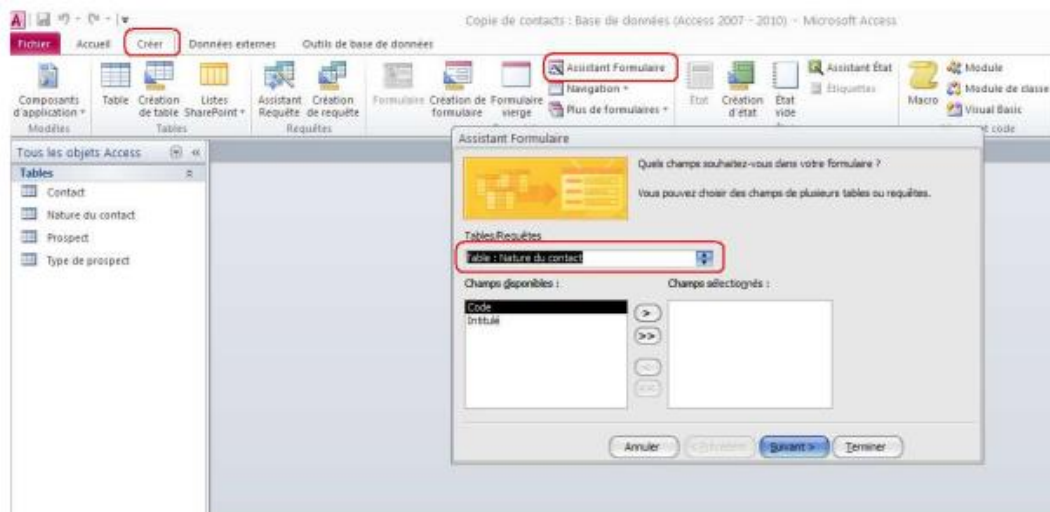 Copie de contacts : Base de données (Access 2007 - 2010) - Microsoft Access
Fichier Accueil Créer Données externes Outils de base de données
Composants d'application
Table
Création de table
Listes SharePoint
Assistant Requête
Création de requête
Formulaire
Création de formulaire
Formulaire vierge
Assistant Formulaire
Navigation
Plus de formulaires
Etat
Création d'état
État vide
Assistant État
Étiquettes
Macro
Module
Module de classe
Visual Basic
Modèles Tables Requêtes
t code
Tous les objets Access
Tables
Contact
Nature du contact
Prospect
Type de prospect
Assistant Formulaire
Quels champs souhaitez-vous dans votre formulaire ?
Vous pouvez choisir des champs de plusieurs tables ou requêtes.
Tables/Requêtes
Table : Nature du contact
Champs disponibles :
Champs sélectionnés :
Code
Intitulé
>
>>
<
<<
Annuler
Suivant >
Terminer